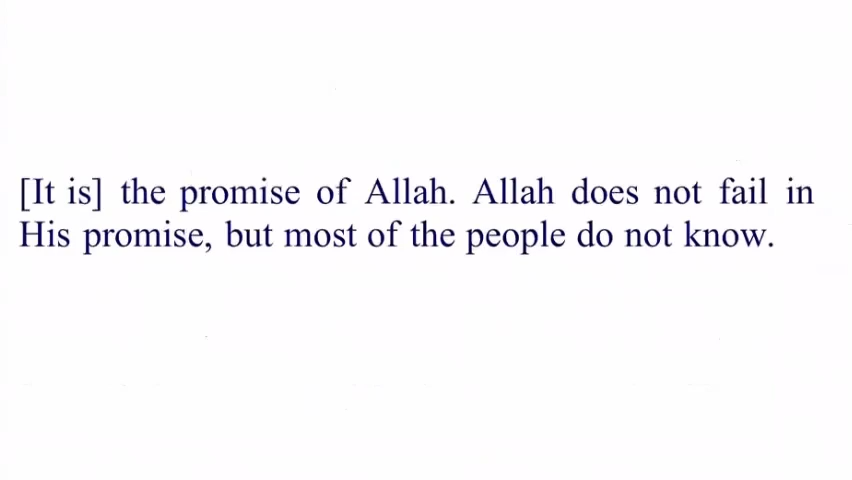 [It is] the promise of Allah. Allah does not fail in
His promise, but most of the people do not know.